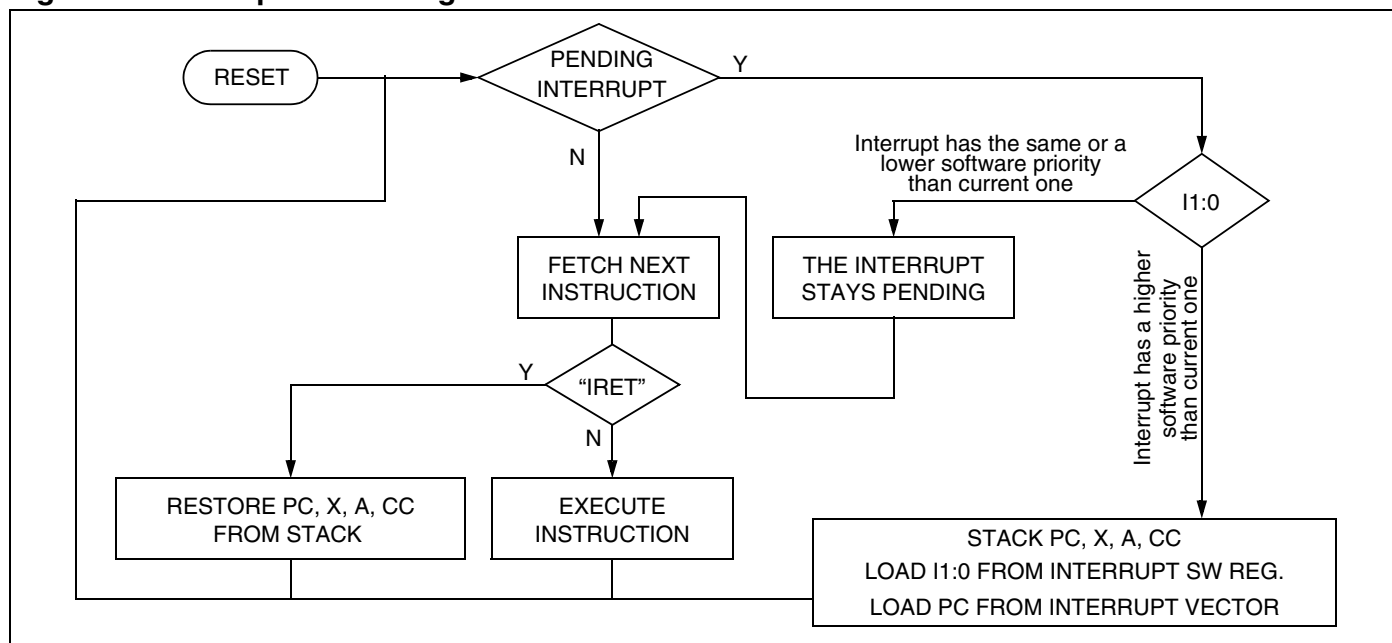 RESET
PENDING
INTERRUPT
Y
N
Interrupt has the same or a
lower software priority
than current one
I1:0
FETCH NEXT
INSTRUCTION
THE INTERRUPT
STAYS PENDING
Interrupt has a higher
software priority
than current one
Y
“IRET”
N
RESTORE PC, X, A, CC
FROM STACK
EXECUTE
INSTRUCTION
STACK PC, X, A, CC
LOAD I1:0 FROM INTERRUPT SW REG.
LOAD PC FROM INTERRUPT VECTOR